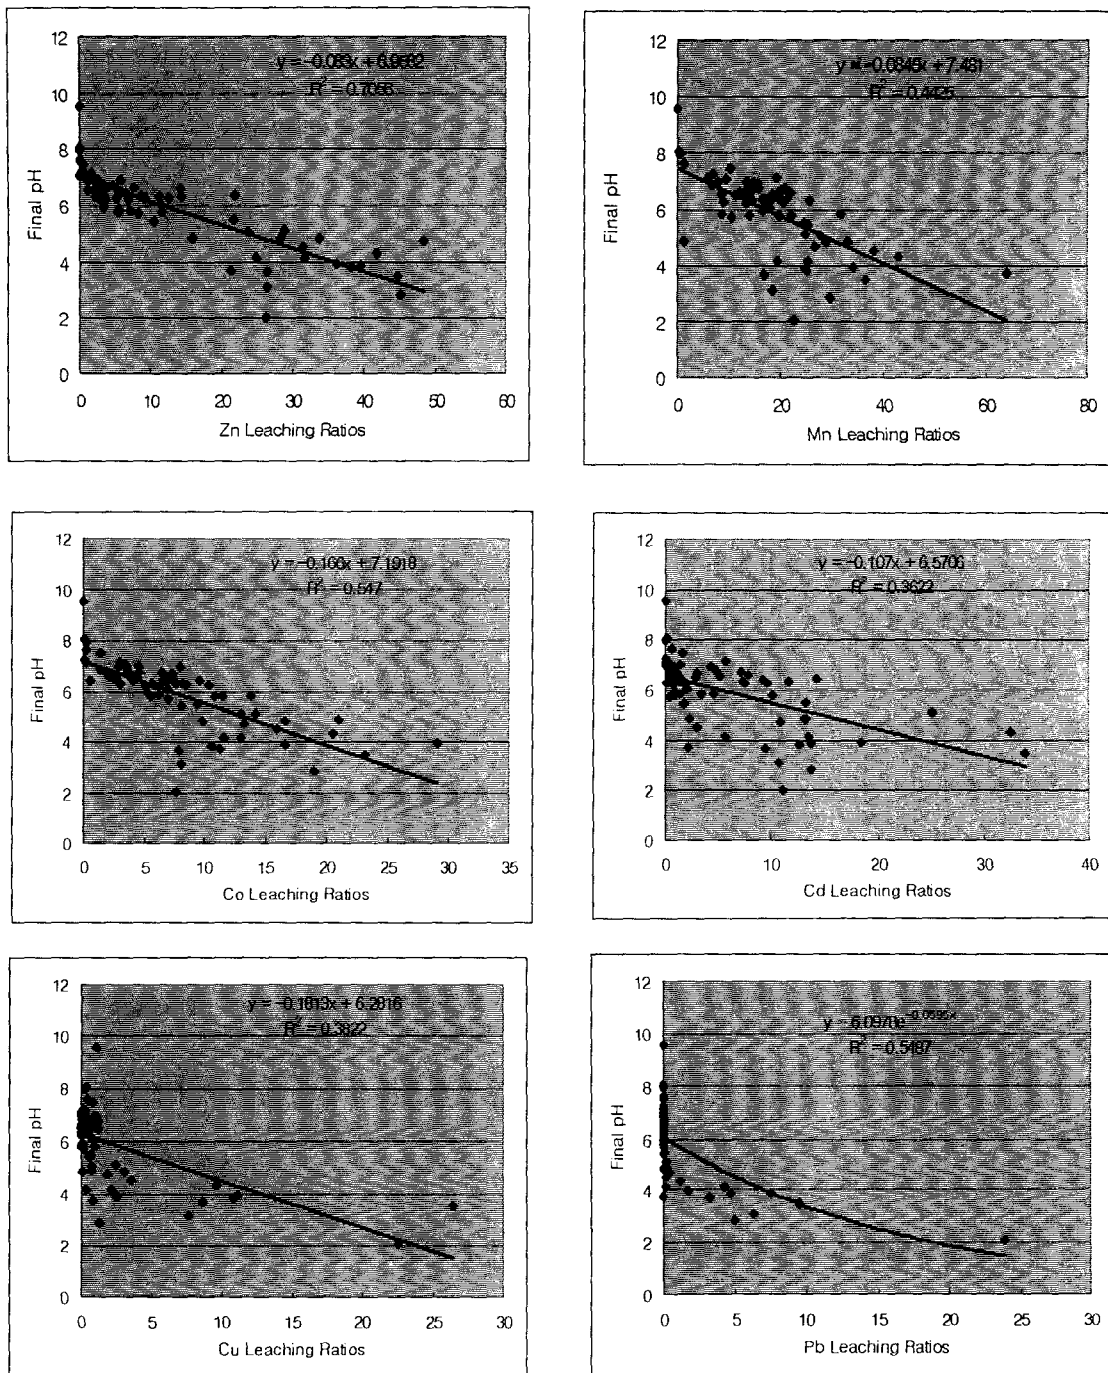 12
10
8
6
4
2
0
Final pH
R² = 0.7096
0 10 20 30 40 50 60
Zn Leaching Ratios
12
10
8
6
4
2
0
Final pH
y = -0.0845x + 7.481
R² = 0.4425
0 20 40 60 80
Mn Leaching Ratios
12
10
8
6
4
2
0
Final pH
y = -0.166x + 7.1918
R² = 0.547
0 5 10 15 20 25 30 35
Co Leaching Ratios
12
10
8
6
4
2
0
Final pH
y = -0.107x + 6.5706
R² = 0.3622
0 10 20 30 40
Cd Leaching Ratios
12
10
8
6
4
2
0
Final pH
y = -0.1813x + 6.2816
R² = 0.3822
0 5 10 15 20 25 30
Cu Leaching Ratios
12
10
8
6
4
2
0
Final pH
R² = 0.5487
0 5 10 15 20 25 30
Pb Leaching Ratios